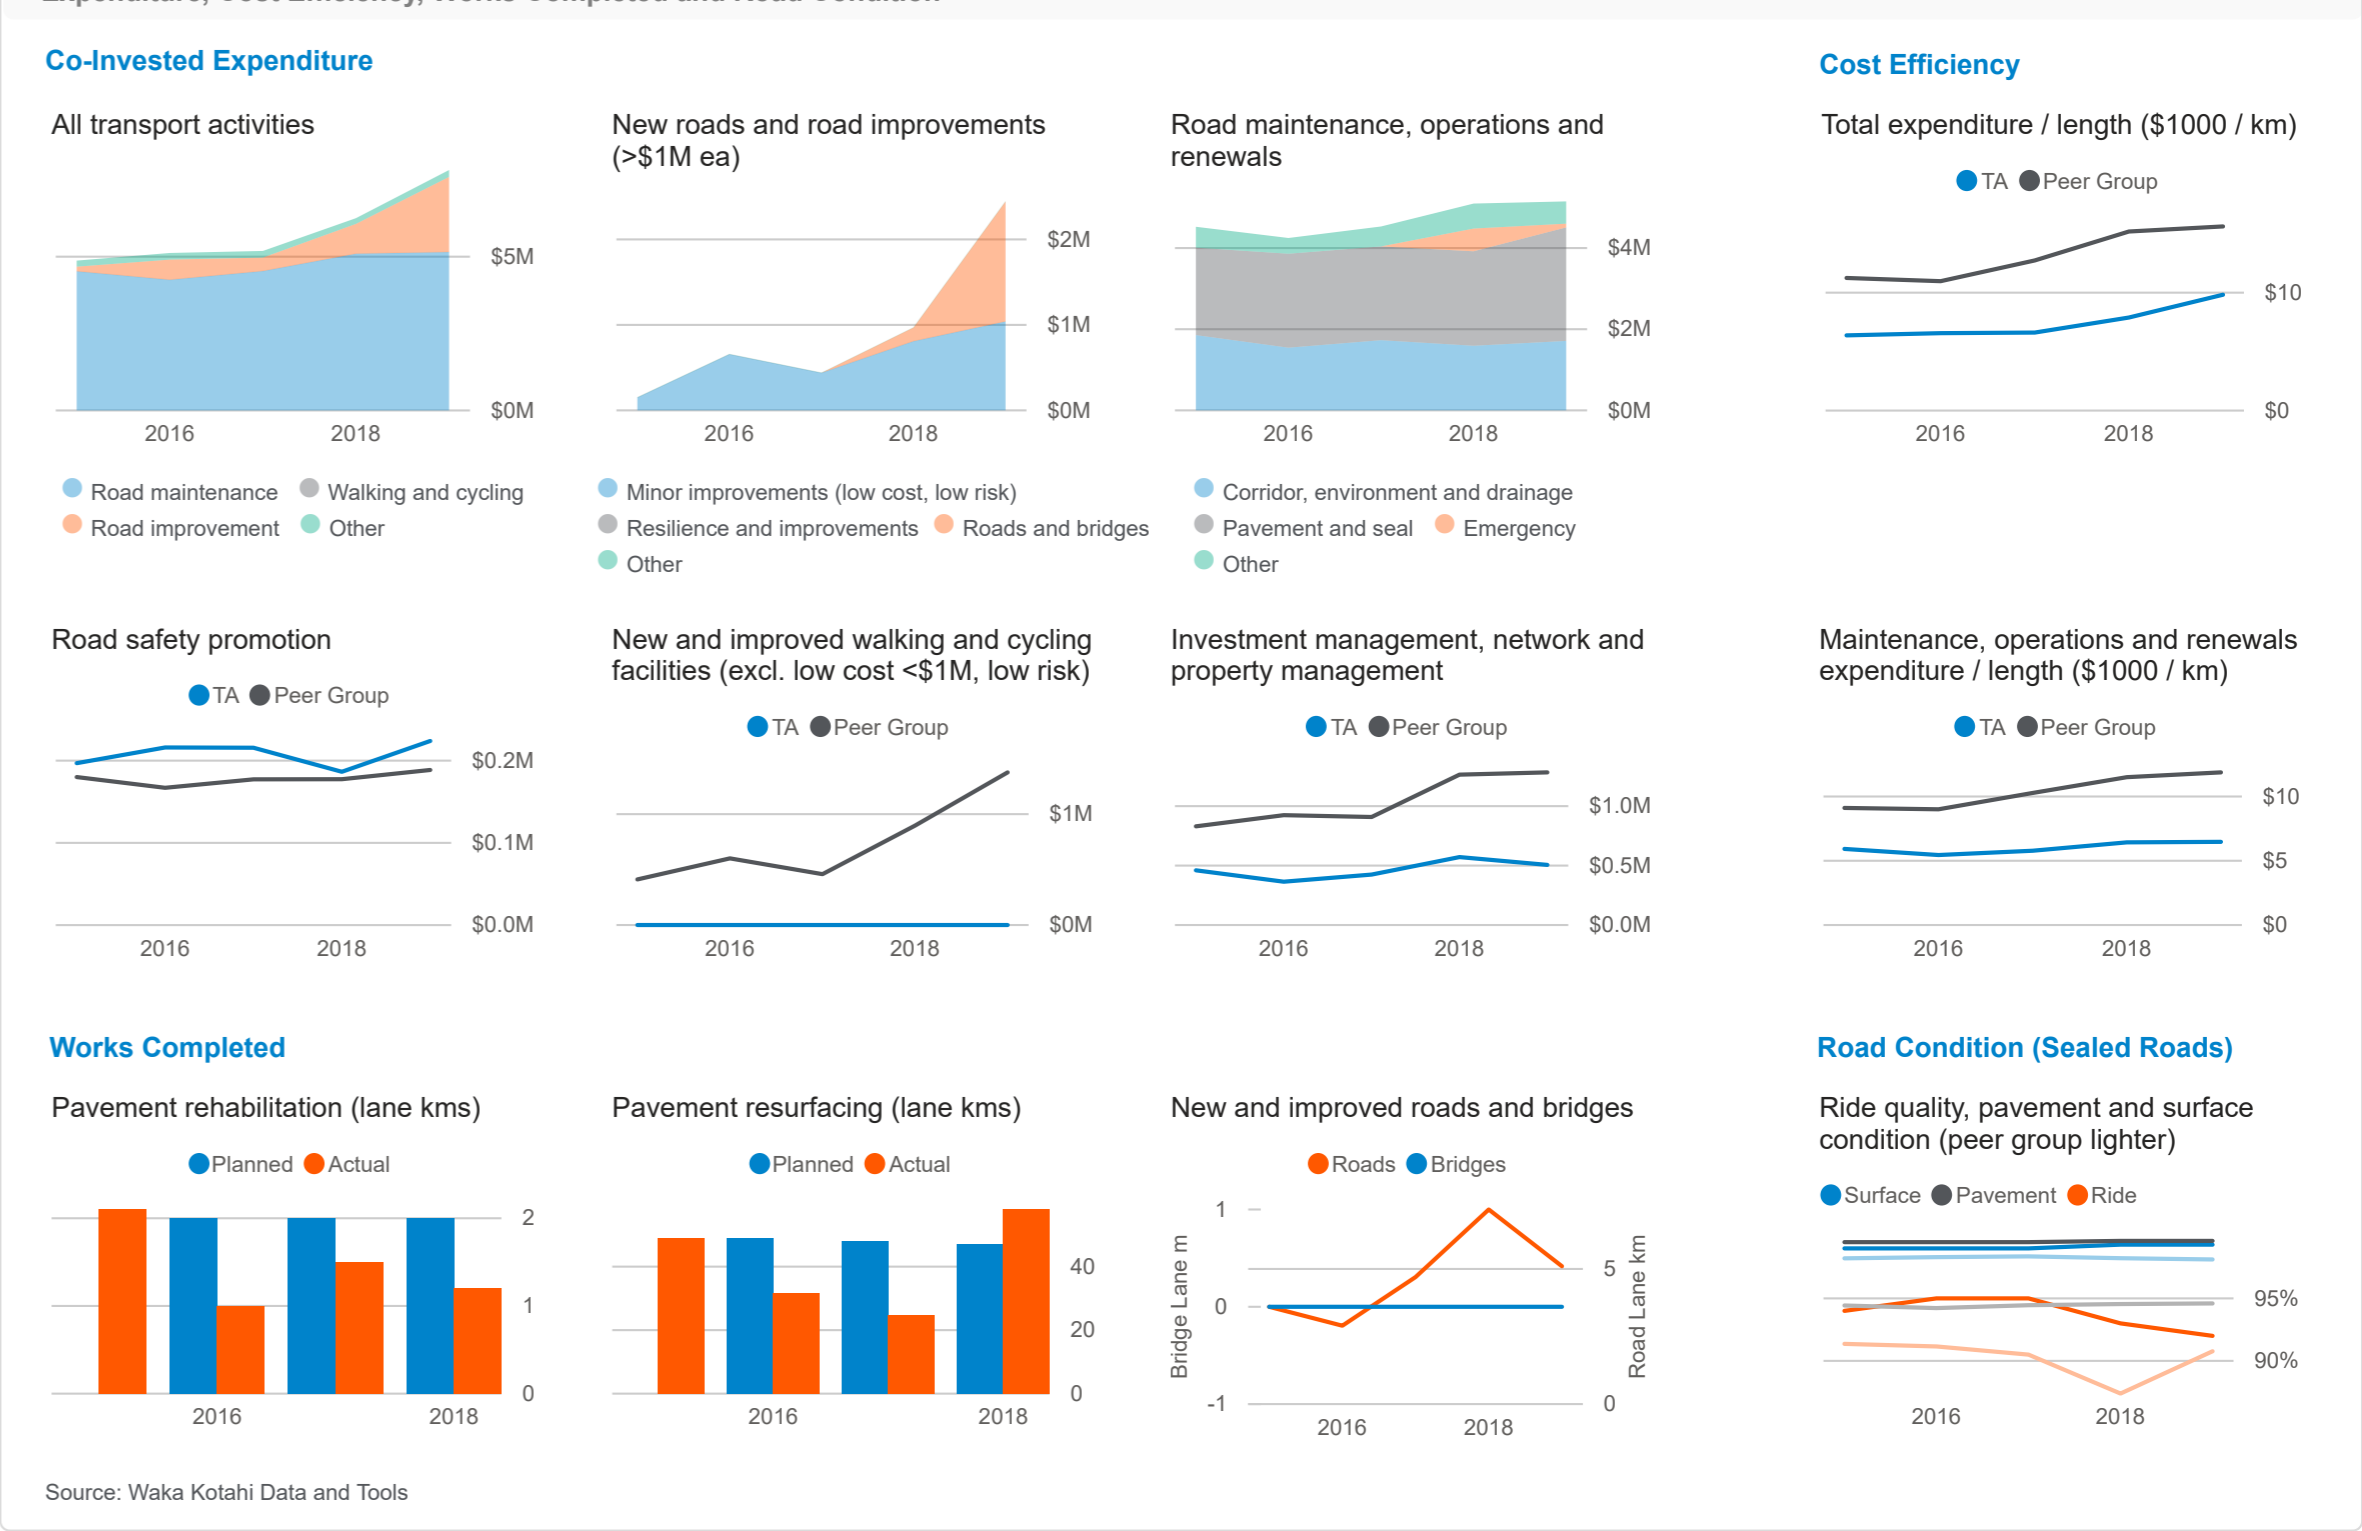 Expenditure, Cost Efficiency, Works Completed and Road Condition
Co-Invested Expenditure
Cost Efficiency
All transport activities
$5M
$0M
2016 2018
Road maintenance Walking and cycling
Road improvement Other
New roads and road improvements
(>$1M ea)
$2M
$1M
$0M
2016 2018
Minor improvements (low cost, low risk)
Resilience and improvements Roads and bridges
Other
Road maintenance, operations and
renewals
$4M
$2M
$0M
2016 2018
Corridor, environment and drainage
Pavement and seal Emergency
Other
Total expenditure / length ($1000 / km)
TA Peer Group
$10
$0
2016 2018
Road safety promotion
TA Peer Group
$0.2M
$0.1M
$0.0M
2016 2018
New and improved walking and cycling
facilities (excl. low cost <$1M, low risk)
TA Peer Group
$1M
$0M
2016 2018
Investment management, network and
property management
TA Peer Group
$1.0M
$0.5M
$0.0M
2016 2018
Maintenance, operations and renewals
expenditure / length ($1000 / km)
TA Peer Group
$10
$5
$0
2016 2018
Works Completed
Road Condition (Sealed Roads)
Pavement rehabilitation (lane kms)
Planned Actual
2
1
0
2016 2018
Pavement resurfacing (lane kms)
Planned Actual
40
20
0
2016 2018
New and improved roads and bridges
Roads Bridges
Bridge Lane m
1
0
-1
5
0
Road Lane km
2016 2018
Ride quality, pavement and surface
condition (peer group lighter)
Surface Pavement Ride
95%
90%
2016 2018
Source: Waka Kotahi Data and Tools